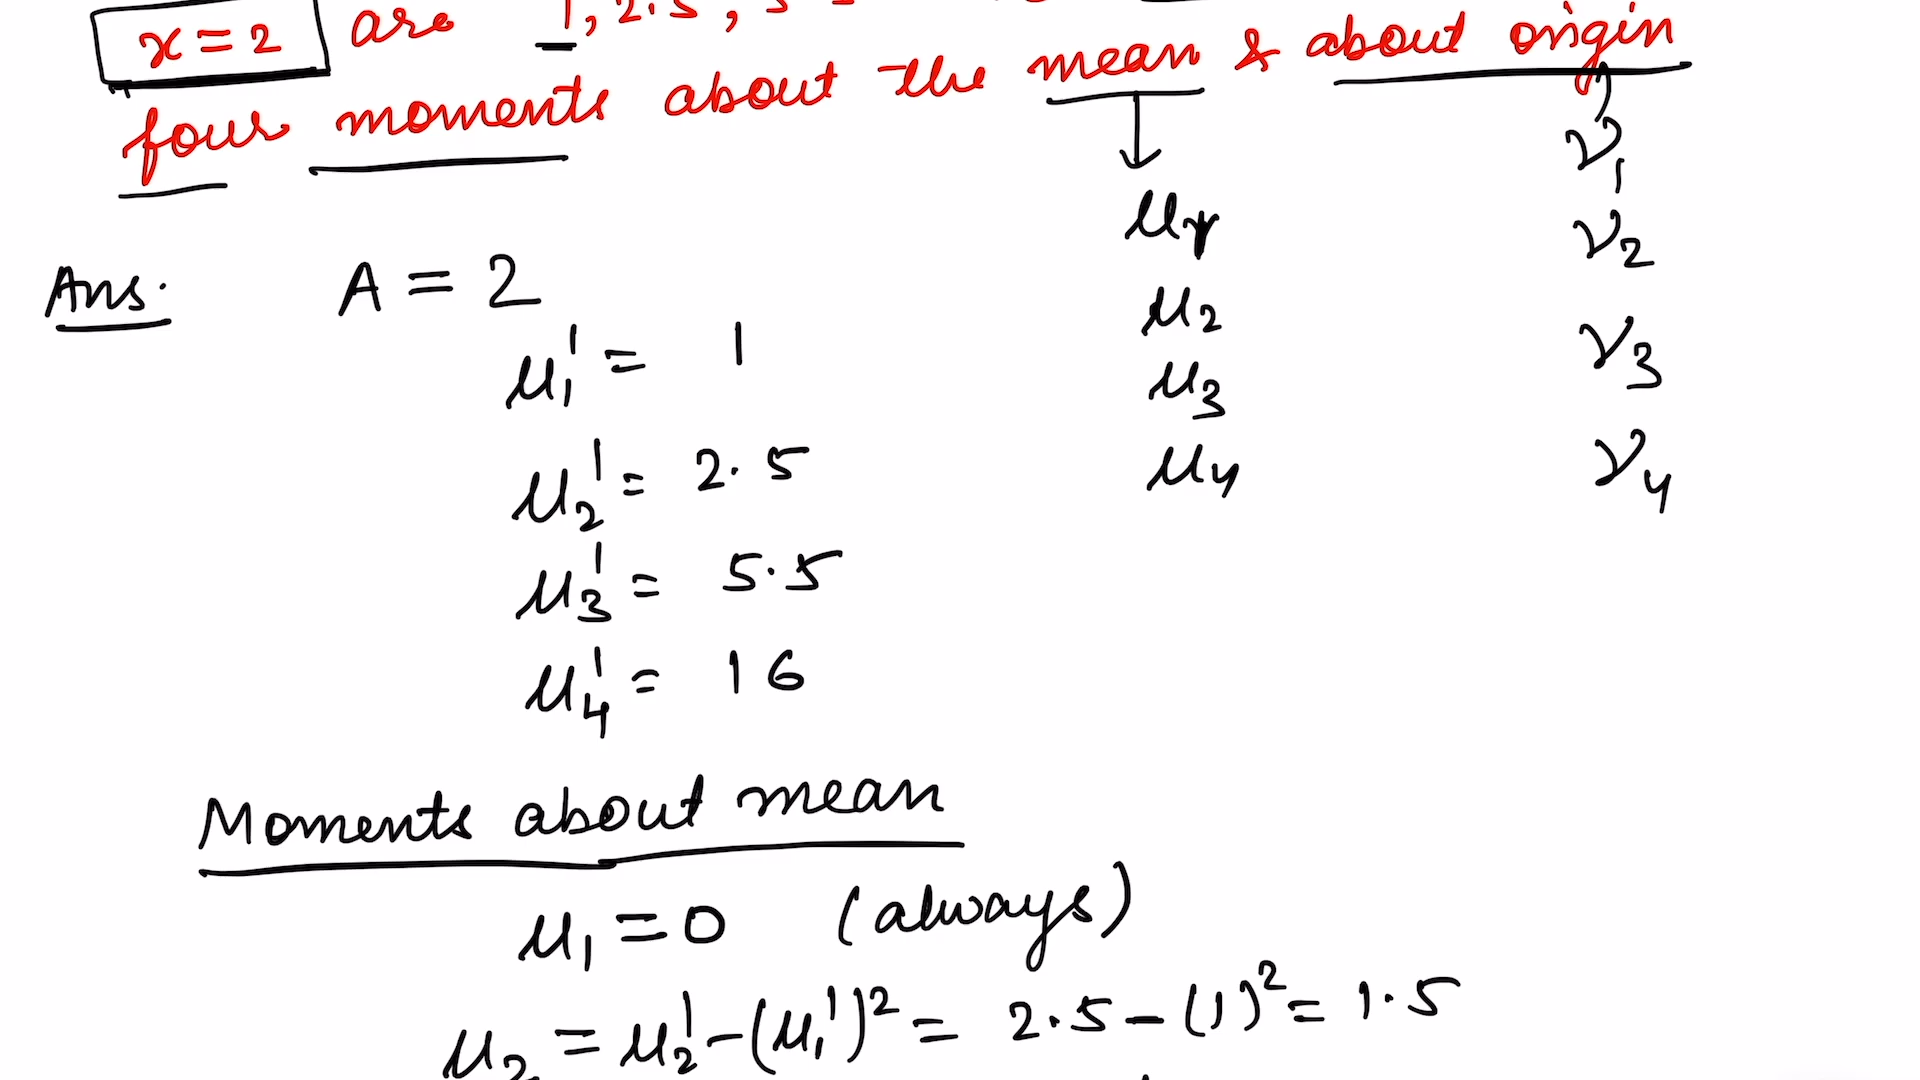 x = 2 are 1, 2.5, 5
four moments about the mean & about origin
ν₁
μᵣ
ν₂
Ans. A = 2
μ₂
μ₁' = 1
ν₃
μ₃
μ₂' = 2.5
μ₄
ν₄
μ₃' = 5.5
μ₄' = 16
Moments about mean
μ₁ = 0 (always)
μ₂ = μ₂' - (μ₁')² = 2.5 - (1)² = 1.5